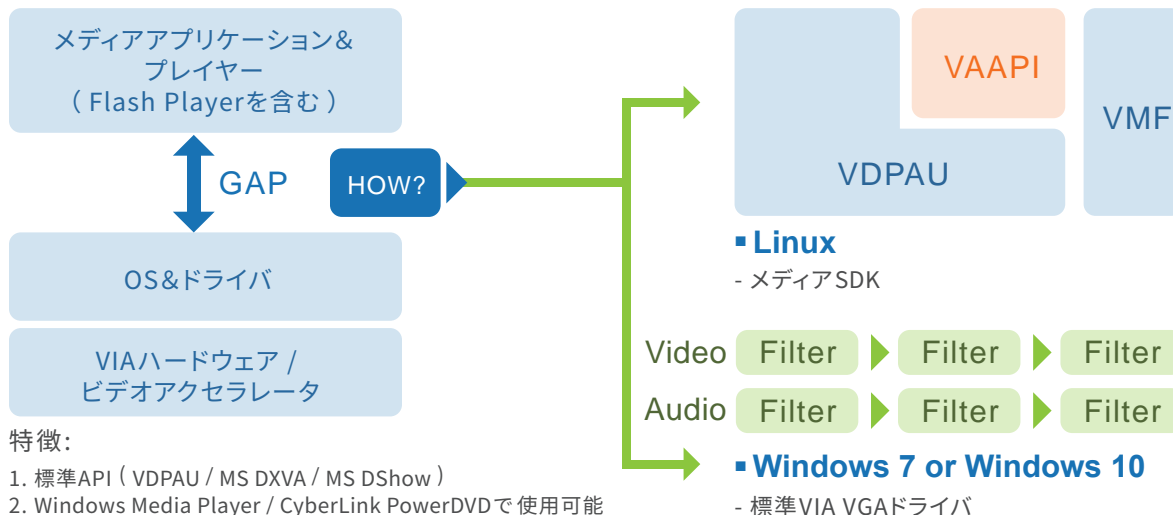 メディアアプリケーション&
プレイヤー
( Flash Playerを含む )
GAP
HOW?
OS&ドライバ
VIAハードウェア /
ビデオアクセラレータ
特徴:
1. 標準API ( VDPAU / MS DXVA / MS DShow )
2. Windows Media Player / CyberLink PowerDVDで使用可能
VAAPI
VDPAU
VMF
▪ Linux
- メディアSDK
Video Filter Filter Filter
Audio Filter Filter Filter
▪ Windows 7 or Windows 10
- 標準VIA VGAドライバ